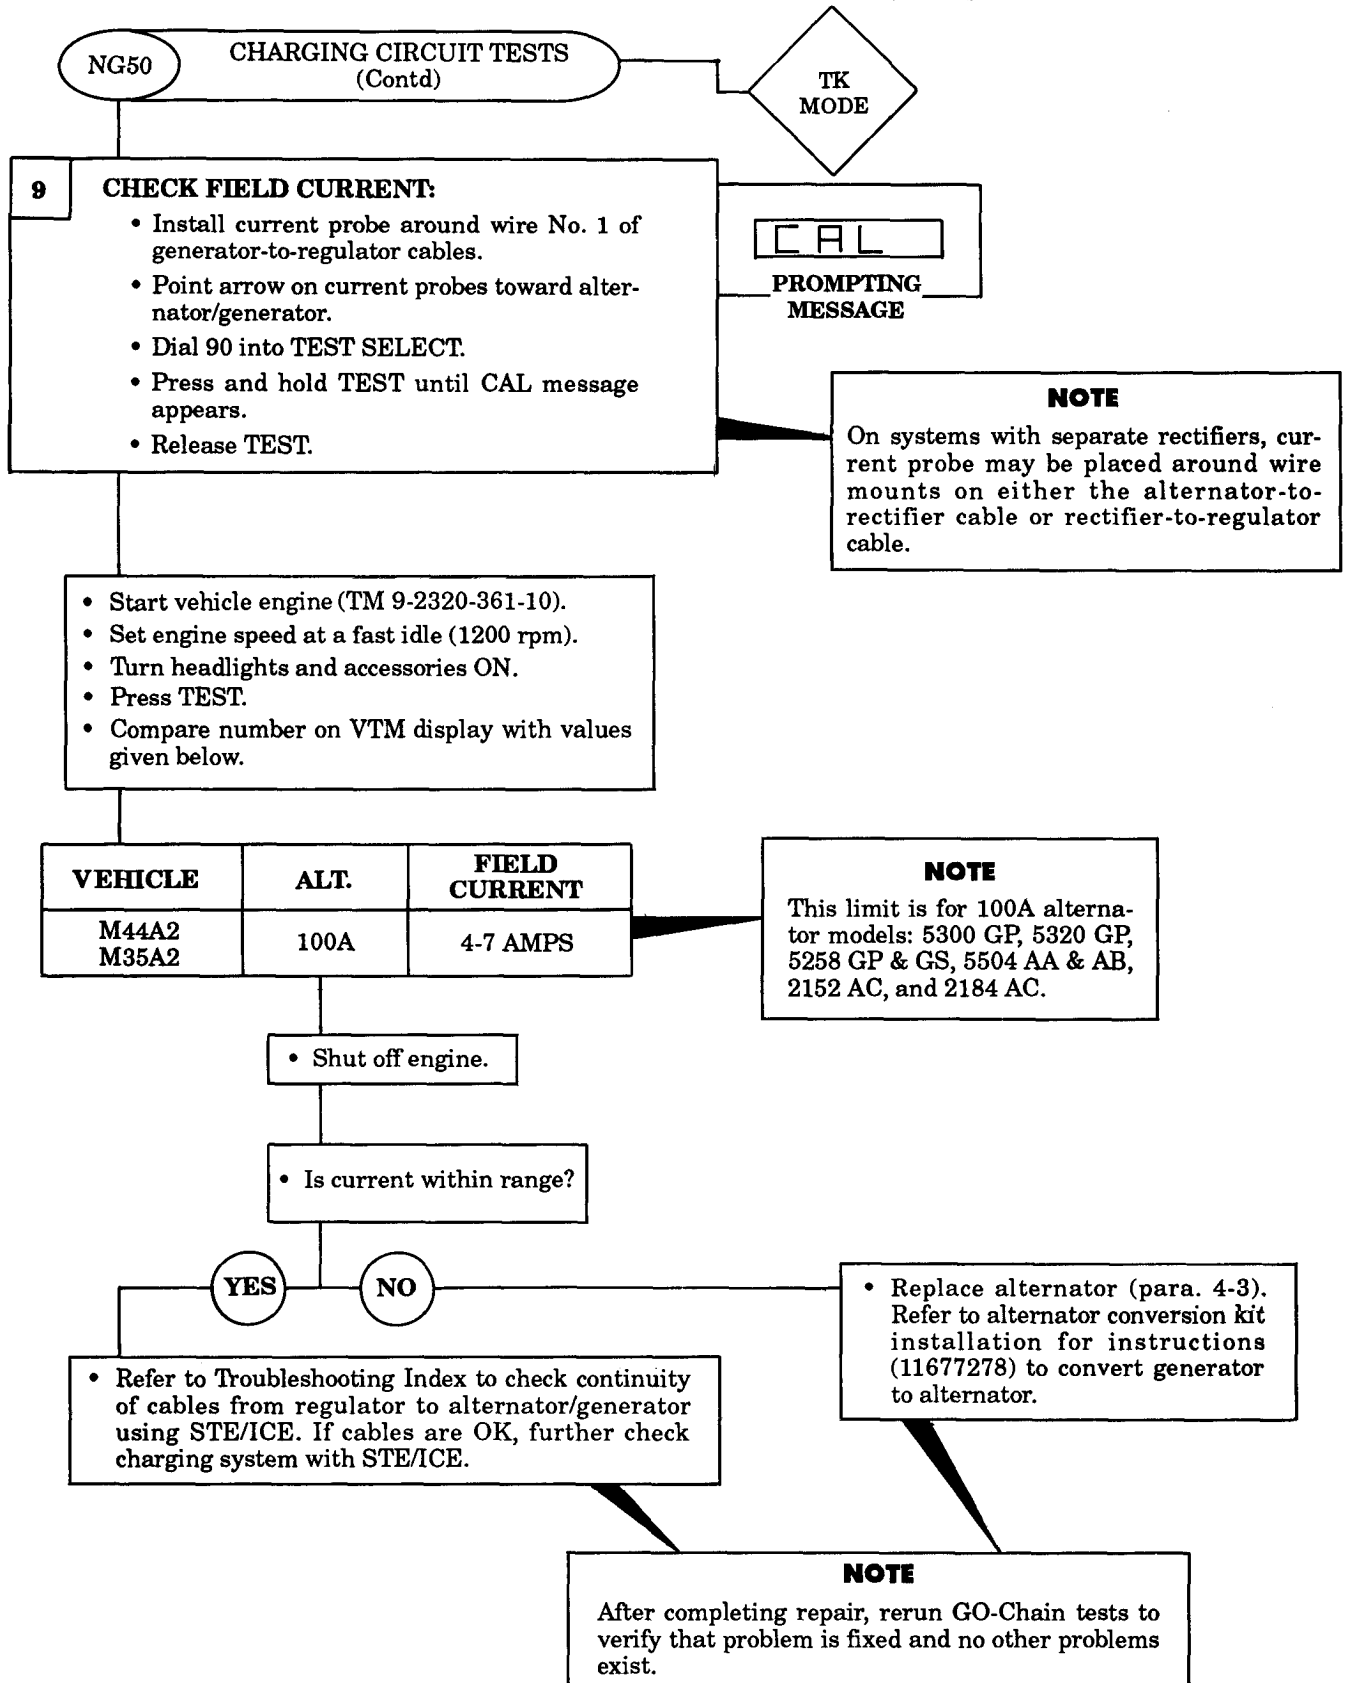 NG50
CHARGING CIRCUIT TESTS
(Contd)
TK
MODE
9
CHECK FIELD CURRENT:
• Install current probe around wire No. 1 of
generator-to-regulator cables.
• Point arrow on current probes toward alter-
nator/generator.
• Dial 90 into TEST SELECT.
• Press and hold TEST until CAL message
appears.
• Release TEST.
CAL
PROMPTING
MESSAGE
NOTE
On systems with separate rectifiers, cur-
rent probe may be placed around wire
mounts on either the alternator-to-
rectifier cable or rectifier-to-regulator
cable.
• Start vehicle engine (TM 9-2320-361-10).
• Set engine speed at a fast idle (1200 rpm).
• Turn headlights and accessories ON.
• Press TEST.
• Compare number on VTM display with values
given below.
VEHICLE
ALT.
FIELD
CURRENT
M44A2
M35A2
100A
4-7 AMPS
NOTE
This limit is for 100A alterna-
tor models: 5300 GP, 5320 GP,
5258 GP & GS, 5504 AA & AB,
2152 AC, and 2184 AC.
• Shut off engine.
• Is current within range?
YES
NO
• Replace alternator (para. 4-3).
Refer to alternator conversion kit
installation for instructions
(11677278) to convert generator
to alternator.
• Refer to Troubleshooting Index to check continuity
of cables from regulator to alternator/generator
using STE/ICE. If cables are OK, further check
charging system with STE/ICE.
NOTE
After completing repair, rerun GO-Chain tests to
verify that problem is fixed and no other problems
exist.